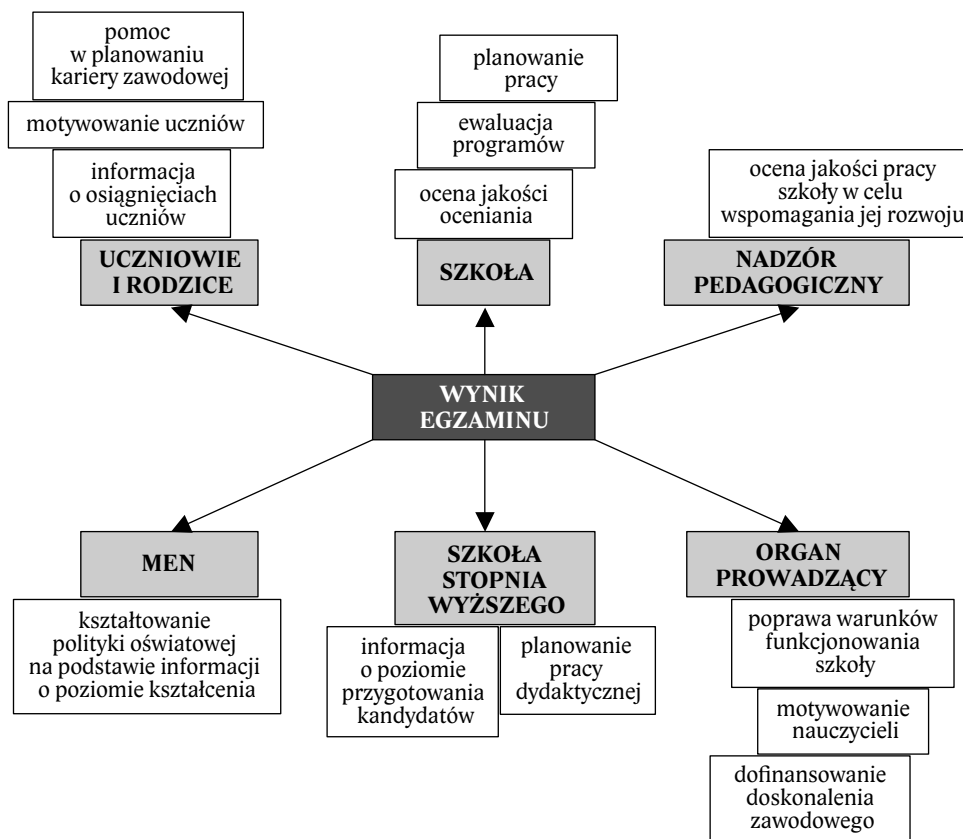 pomoc
w planowaniu
kariery zawodowej
motywowanie uczniów
informacja
o osiągnięciach
uczniów
UCZNIOWIE
I RODZICE
planowanie
pracy
ewaluacja
programów
ocena jakości
oceniania
SZKOŁA
ocena jakości pracy
szkoły w celu
wspomagania jej rozwoju
NADZÓR
PEDAGOGICZNY
WYNIK
EGZAMINU
MEN
kształtowanie
polityki oświatowej
na podstawie informacji
o poziomie kształcenia
SZKOŁA
STOPNIA
WYŻSZEGO
informacja
o poziomie
przygotowania
kandydatów
planowanie
pracy
dydaktycznej
ORGAN
PROWADZĄCY
poprawa warunków
funkcjonowania
szkoły
motywowanie
nauczycieli
dofinansowanie
doskonalenia
zawodowego